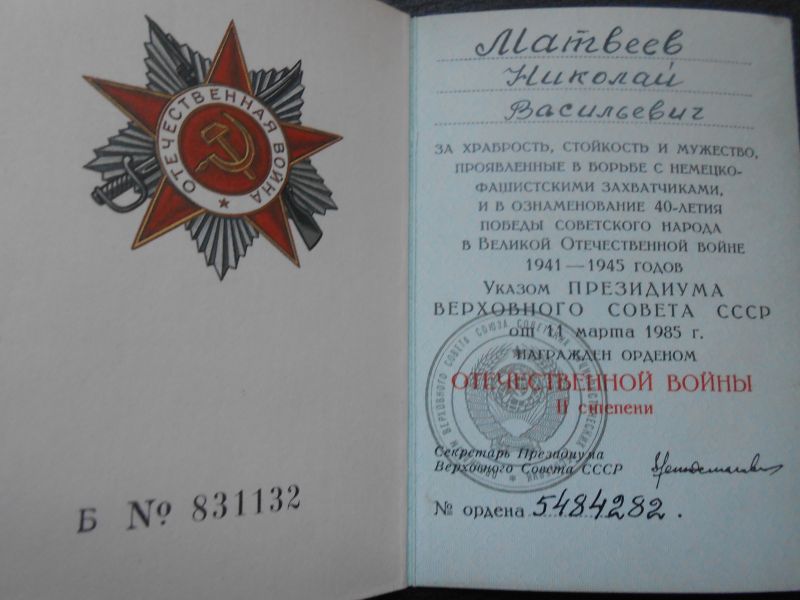 ОТЕЧЕСТВЕННАЯ ВОЙНА
Б № 831132
Матвеев
Николай
Васильевич
ЗА ХРАБРОСТЬ, СТОЙКОСТЬ И МУЖЕСТВО,
ПРОЯВЛЕННЫЕ В БОРЬБЕ С НЕМЕЦКО-
ФАШИСТСКИМИ ЗАХВАТЧИКАМИ,
И В ОЗНАМЕНОВАНИЕ 40-ЛЕТИЯ
ПОБЕДЫ СОВЕТСКОГО НАРОДА
В ВЕЛИКОЙ ОТЕЧЕСТВЕННОЙ ВОЙНЕ
1941—1945 ГОДОВ
УКАЗОМ ПРЕЗИДИУМА
ВЕРХОВНОГО СОВЕТА СССР
от 11 марта 1985 г.
НАГРАЖДЕН ОРДЕНОМ
ОТЕЧЕСТВЕННОЙ ВОЙНЫ
II степени
Секретарь Президиума
Верховного Совета СССР
№ ордена 5484282.